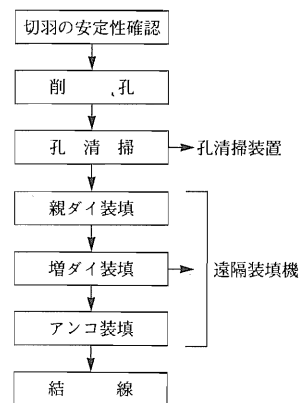 切羽の安定性確認
削 孔
孔 清 掃
孔清掃装置
親ダイ装填
増ダイ装填
遠隔装填機
アンコ装填
結 線